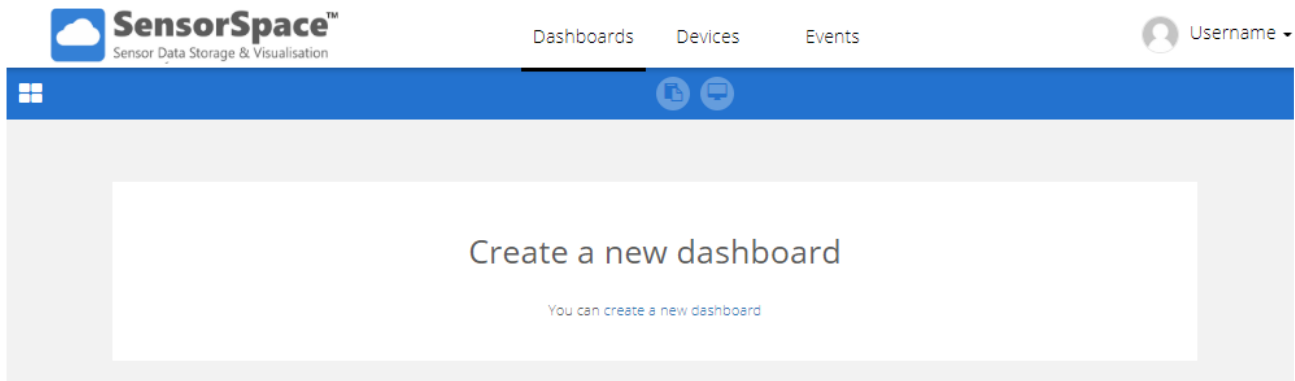 SensorSpace™
Sensor Data Storage & Visualisation
Dashboards Devices Events
Username
Create a new dashboard
You can create a new dashboard